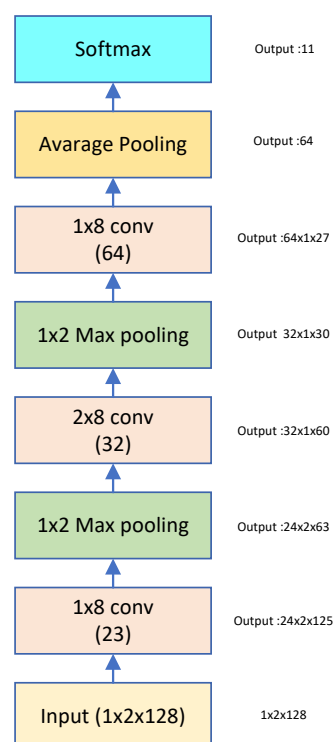 Softmax
Output :11
Avarage Pooling
Output :64
1x8 conv
(64)
Output :64x1x27
1x2 Max pooling
Output 32x1x30
2x8 conv
(32)
Output :32x1x60
1x2 Max pooling
Output :24x2x63
1x8 conv
(23)
Output :24x2x125
Input (1x2x128)
1x2x128